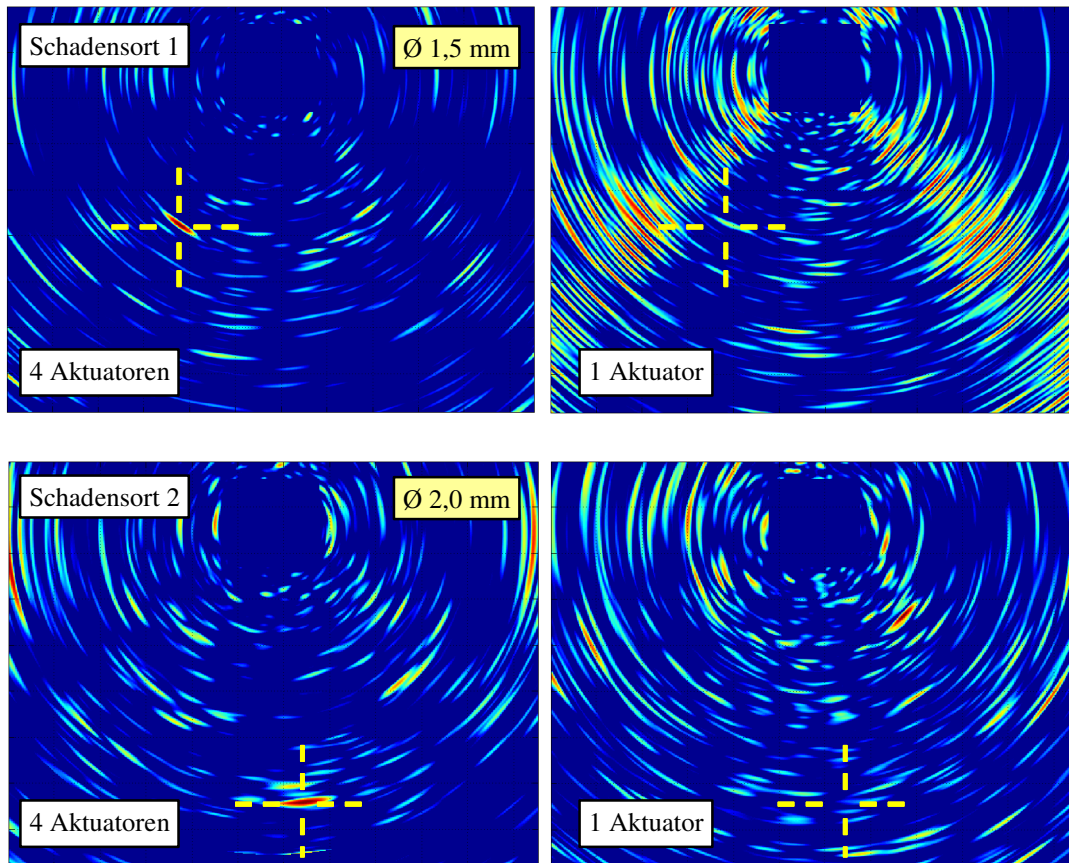 Schadensort 1
Ø 1,5 mm
4 Aktuatoren
1 Aktuator
Schadensort 2
Ø 2,0 mm
4 Aktuatoren
1 Aktuator